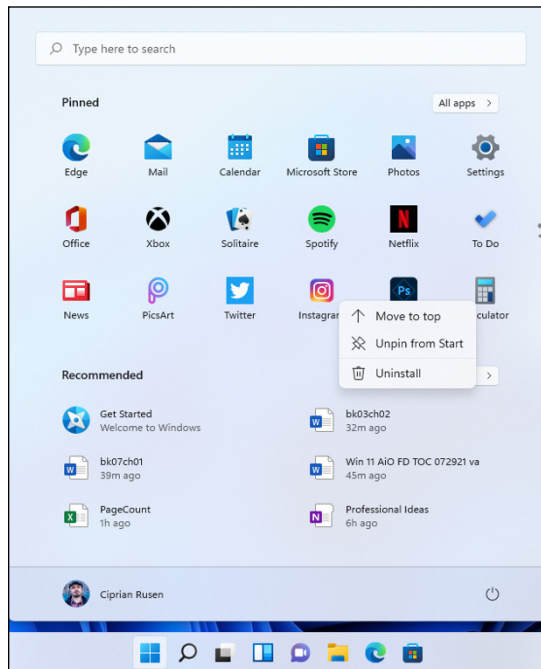 Type here to search
Pinned
All apps >
Edge
Mail
Calendar
Microsoft Store
Photos
Settings
Office
Xbox
Solitaire
Spotify
Netflix
To Do
News
PicsArt
Twitter
Instagram
Ps
culator
Move to top
Unpin from Start
Uninstall
Recommended
>
Get Started
Welcome to Windows
bk03ch02
32m ago
bk07ch01
39m ago
Win 11 AiO FD TOC 072921 va
45m ago
PageCount
1h ago
Professional Ideas
6h ago
Ciprian Rusen